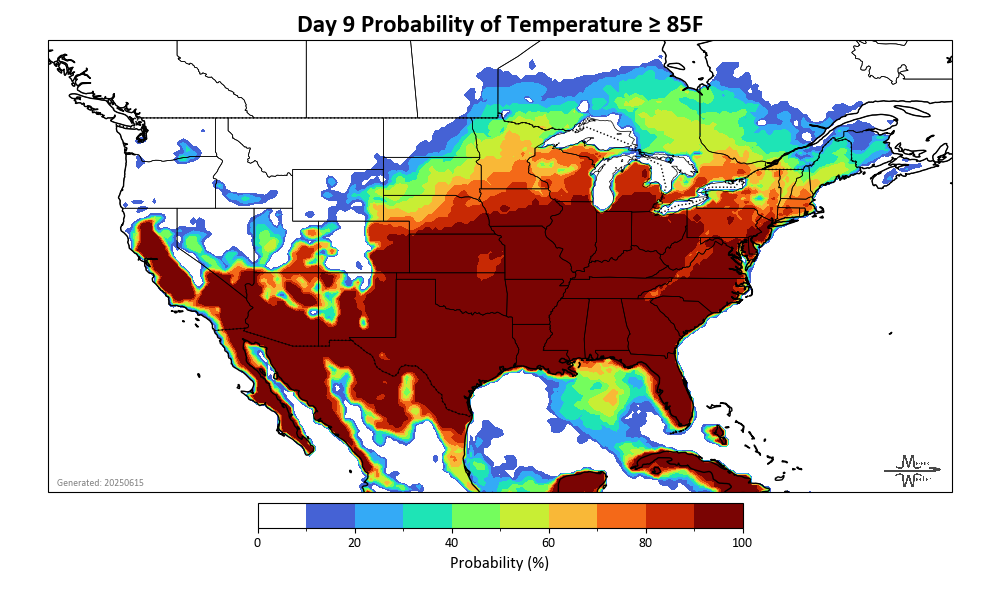 Day 9 Probability of Temperature ≥ 85F
Generated: 20250615
0 20 40 60 80 100
Probability (%)